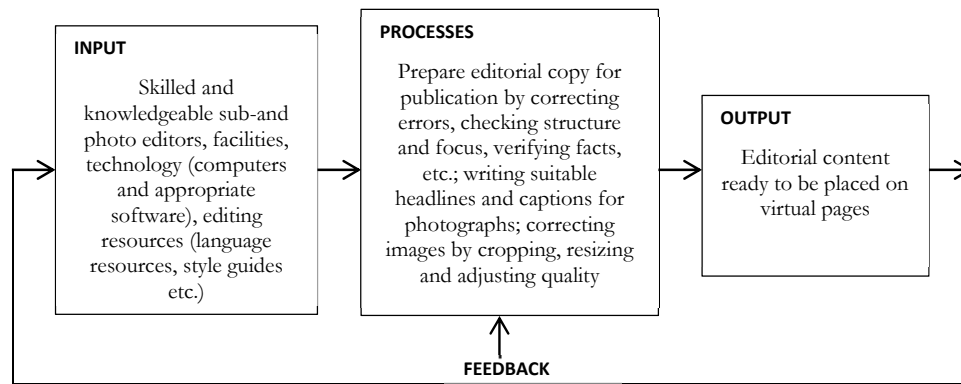 INPUT
Skilled and
knowledgeable sub-and
photo editors, facilities,
technology (computers
and appropriate
software), editing
resources (language
resources, style guides
etc.)
PROCESSES
Prepare editorial copy for
publication by correcting
errors, checking structure
and focus, verifying facts,
etc.; writing suitable
headlines and captions for
photographs; correcting
images by cropping, resizing
and adjusting quality
OUTPUT
Editorial content
ready to be placed on
virtual pages
FEEDBACK